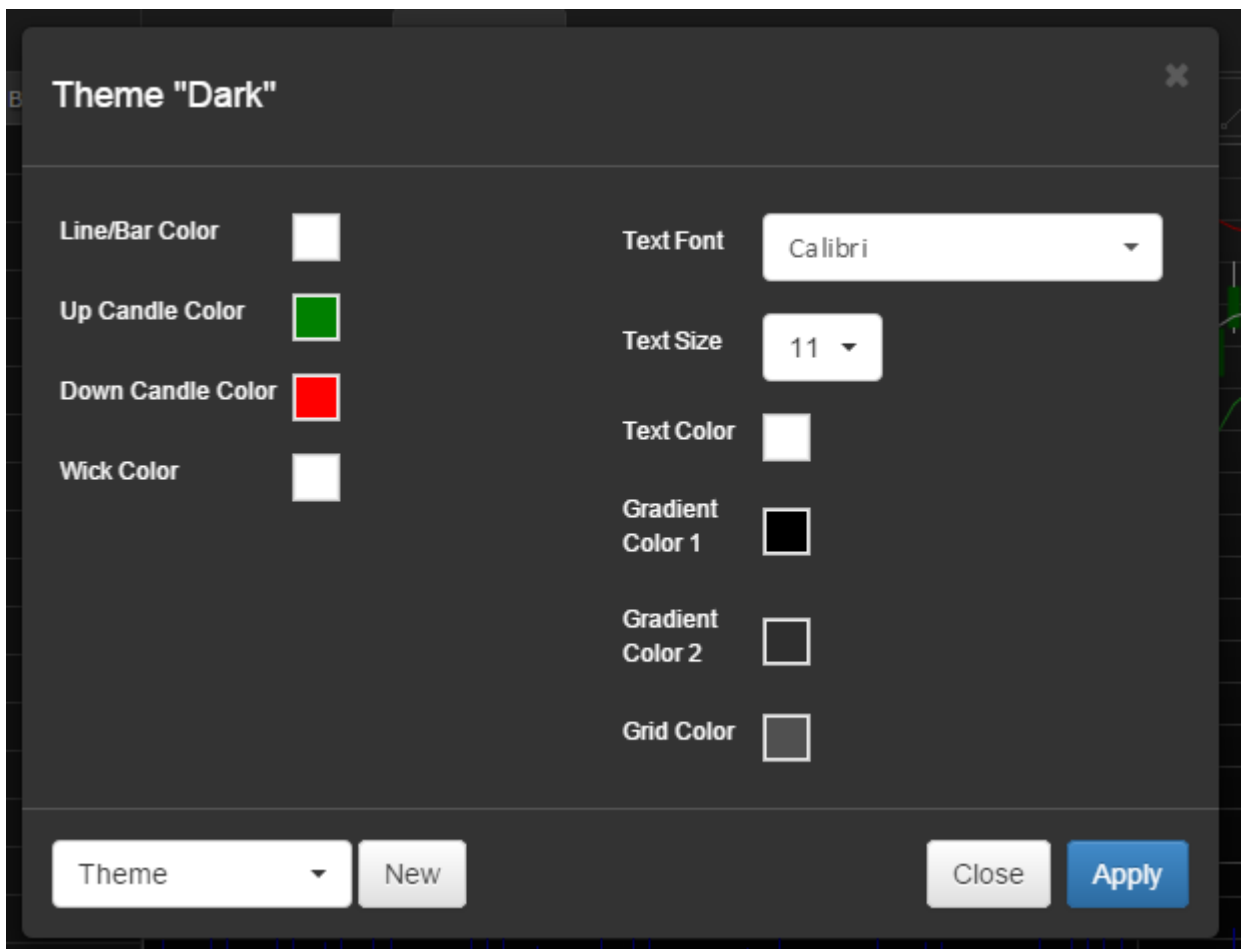 Theme "Dark"
B
Line/Bar Color
Up Candle Color
Down Candle Color
Wick Color
Text Font
Calibri
Text Size
11
Text Color
Gradient
Color 1
Gradient
Color 2
Grid Color
Theme
New
Close
Apply